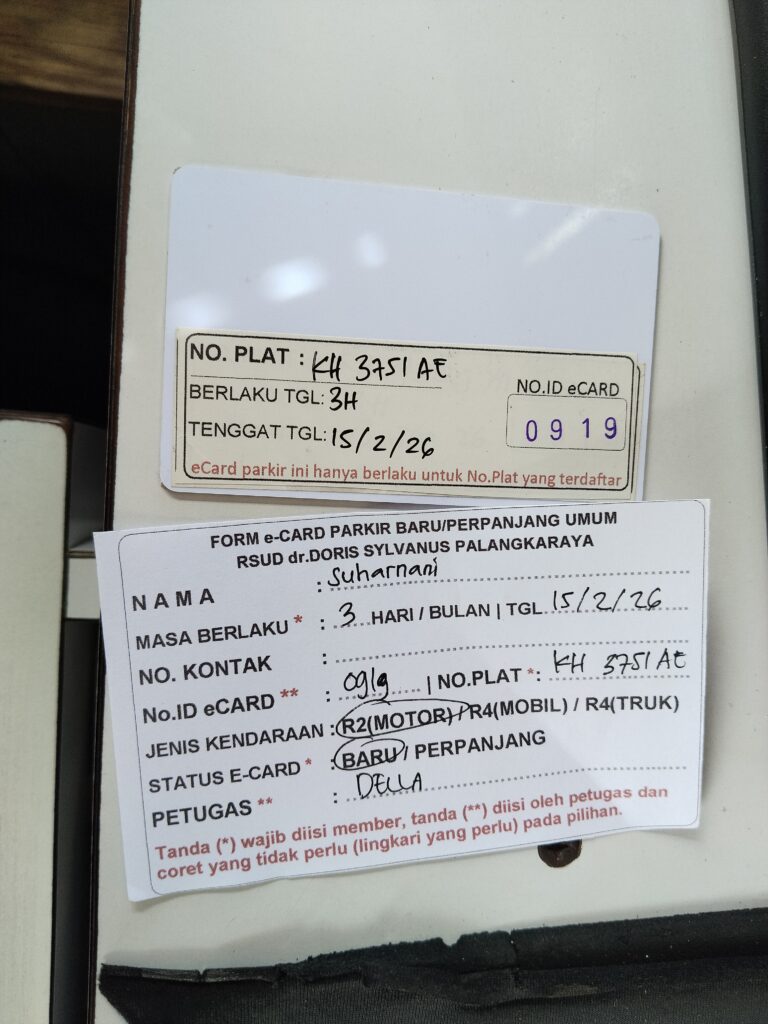 NO. PLAT : KH 3751 AE
BERLAKU TGL: 3H
NO.ID eCARD
TENGGAT TGL: 15/2/26
0919
eCard parkir ini hanya berlaku untuk No.Plat yang terdaftar
FORM e-CARD PARKIR BARU/PERPANJANG UMUM
RSUD dr.DORIS SYLVANUS PALANGKARAYA
NAMA : Suharnani
MASA BERLAKU * : 3 HARI / BULAN | TGL 15/2/26
NO. KONTAK :
No.ID eCARD ** : 0919 | NO.PLAT *: KH 3751 AE
JENIS KENDARAAN : R2(MOTOR) / R4(MOBIL) / R4(TRUK)
STATUS E-CARD * : BARU / PERPANJANG
PETUGAS ** : DELLA
Tanda (*) wajib diisi member, tanda (**) diisi oleh petugas dan
coret yang tidak perlu (lingkari yang perlu) pada pilihan.